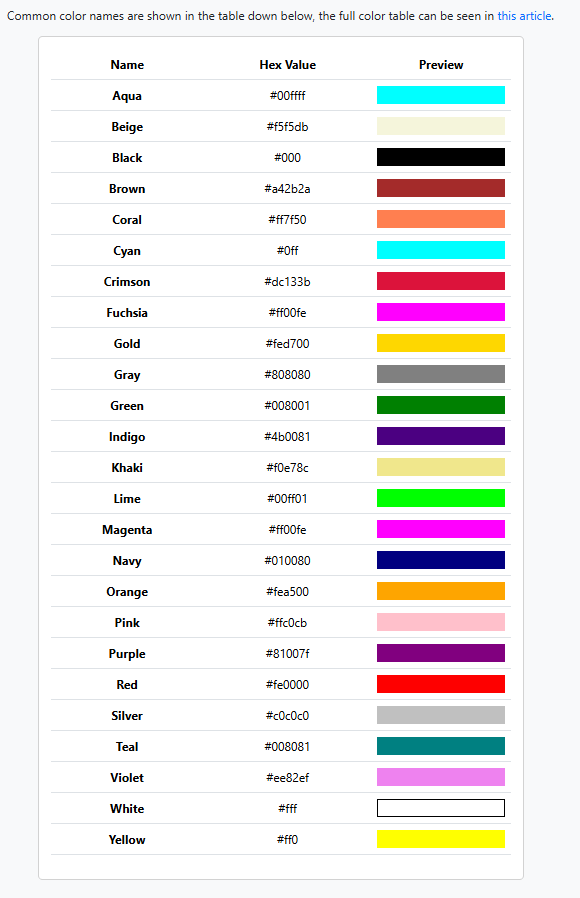 Common color names are shown in the table down below, the full color table can be seen in this article.
Name Hex Value Preview
Aqua #00ffff
Beige #f5f5db
Black #000
Brown #a42b2a
Coral #ff7f50
Cyan #0ff
Crimson #dc133b
Fuchsia #ff00fe
Gold #fed700
Gray #808080
Green #008001
Indigo #4b0081
Khaki #f0e78c
Lime #00ff01
Magenta #ff00fe
Navy #010080
Orange #fea500
Pink #ffc0cb
Purple #81007f
Red #fe0000
Silver #c0c0c0
Teal #008081
Violet #ee82ef
White #fff
Yellow #ff0